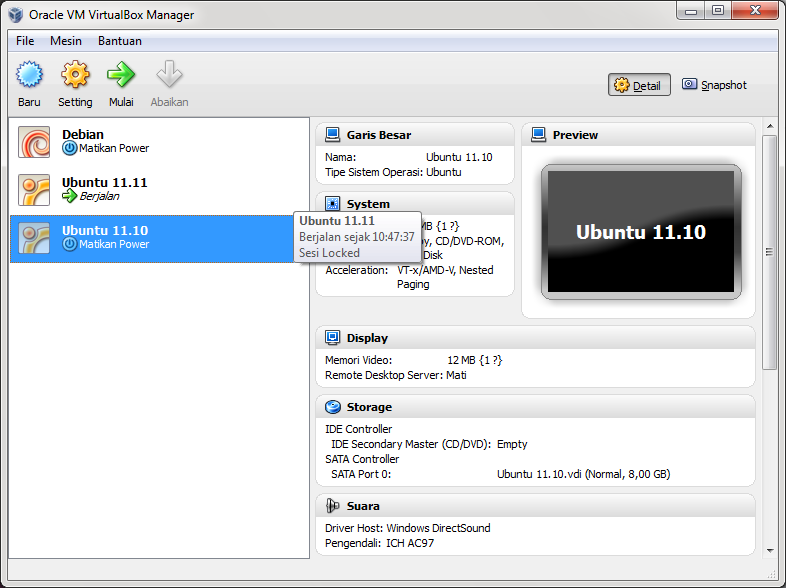 Oracle VM VirtualBox Manager
File Mesin Bantuan
Baru Setting Mulai Abaikan
Detail Snapshot
Debian
Matikan Power
Ubuntu 11.11
Berjalan
Ubuntu 11.10
Matikan Power
Ubuntu 11.11
Berjalan sejak 10:47:37
Sesi Locked
Garis Besar
Nama: Ubuntu 11.10
Tipe Sistem Operasi: Ubuntu
System
MB {1 ?}
CD/DVD-ROM,
Disk
Acceleration: VT-x/AMD-V, Nested
Paging
Preview
Ubuntu 11.10
Display
Memori Video: 12 MB {1 ?}
Remote Desktop Server: Mati
Storage
IDE Controller
IDE Secondary Master (CD/DVD): Empty
SATA Controller
SATA Port 0: Ubuntu 11.10.vdi (Normal, 8,00 GB)
Suara
Driver Host: Windows DirectSound
Pengendali: ICH AC97